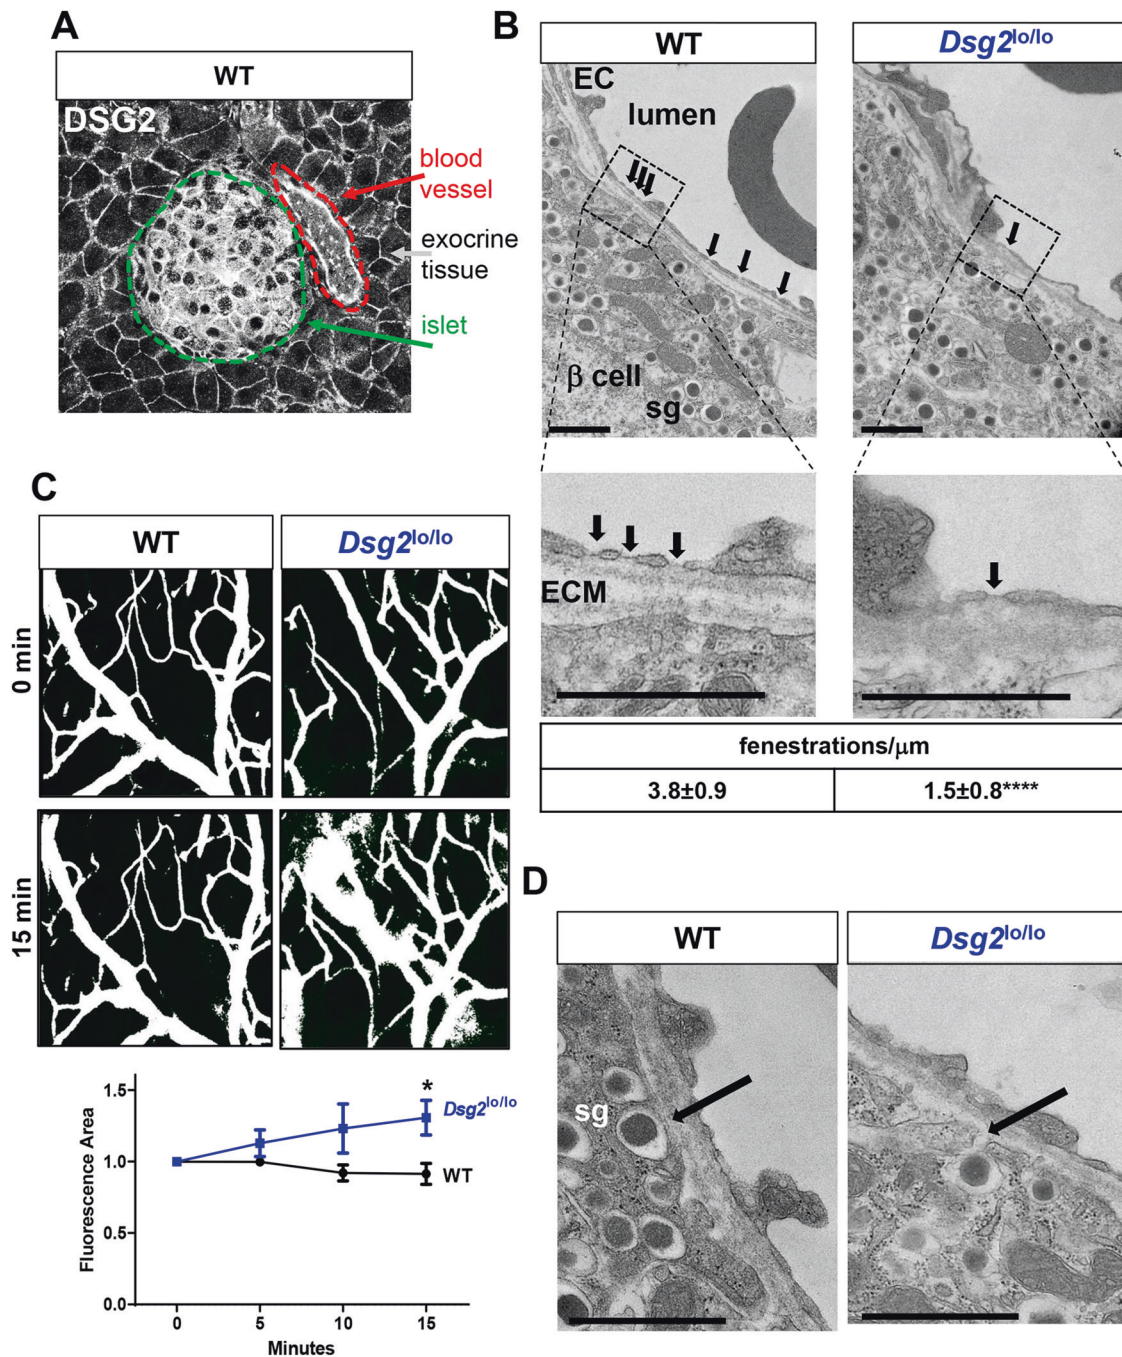 A
WT
DSG2
blood
vessel
exocrine
tissue
islet
B
WT
Dsg2lo/lo
EC
lumen
β cell
sg
ECM
fenestrations/μm
3.8±0.9
1.5±0.8****
C
WT
Dsg2lo/lo
0 min
15 min
Fluorescence Area
1.5
1.0
0.5
0.0
*
Dsg2lo/lo
WT
0
5
10
15
Minutes
D
WT
Dsg2lo/lo
sg